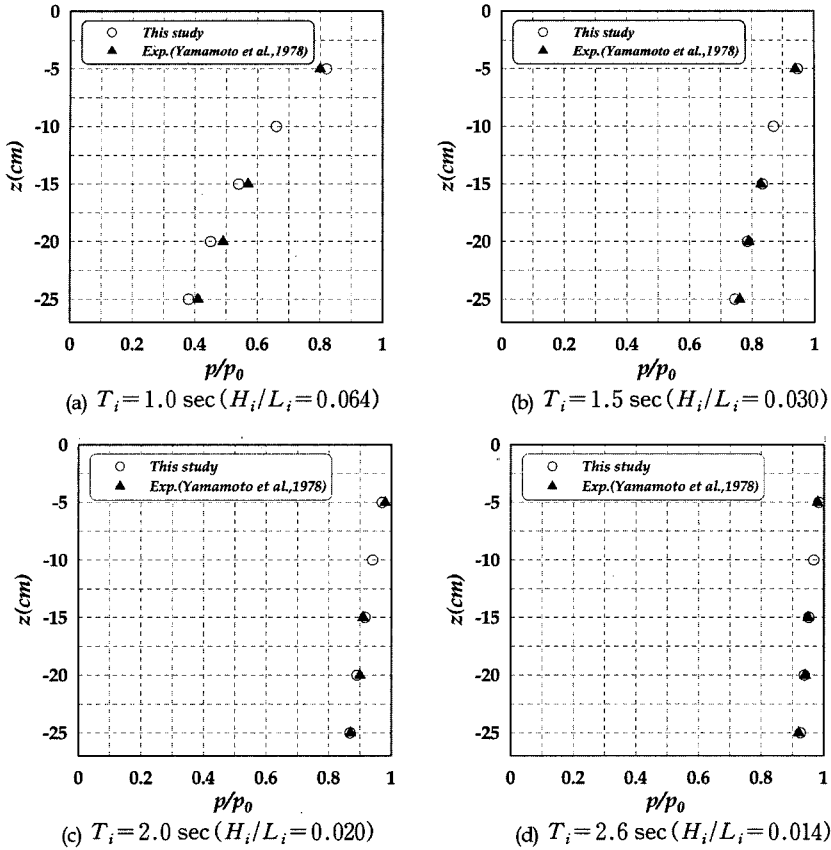 0
This study
Exp.(Yamamoto et al.,1978)
-5
-10
-15
-20
-25
z(cm)
0 0.2 0.4 0.6 0.8 1
p/p₀
(a) Tᵢ=1.0 sec(Hᵢ/Lᵢ=0.064)
0
This study
Exp.(Yamamoto et al.,1978)
-5
-10
-15
-20
-25
z(cm)
0 0.2 0.4 0.6 0.8 1
p/p₀
(b) Tᵢ=1.5 sec(Hᵢ/Lᵢ=0.030)
0
This study
Exp.(Yamamoto et al.,1978)
-5
-10
-15
-20
-25
z(cm)
0 0.2 0.4 0.6 0.8 1
p/p₀
(c) Tᵢ=2.0 sec(Hᵢ/Lᵢ=0.020)
0
This study
Exp.(Yamamoto et al.,1978)
-5
-10
-15
-20
-25
z(cm)
0 0.2 0.4 0.6 0.8 1
p/p₀
(d) Tᵢ=2.6 sec(Hᵢ/Lᵢ=0.014)